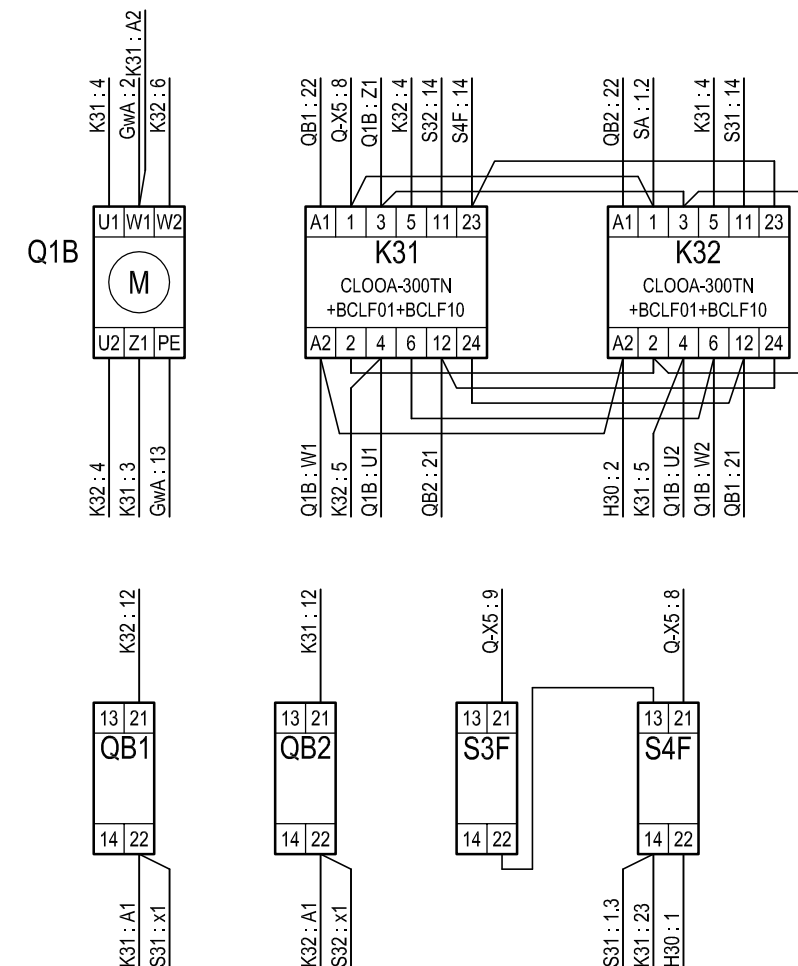 K31 : 4
GwA : 2
K31 : A2
K32 : 6
QB1 : 22
Q-X5 : 8
Q1B : Z1
K32 : 4
S32 : 14
S4F : 14
QB2 : 22
SA : 1.2
K31 : 4
S31 : 14
U1 W1 W2
A1 1 3 5 11 23
A1 1 3 5 11 23
Q1B
M
K31
CLOOA-300TN
+BCLF01+BCLF10
K32
CLOOA-300TN
+BCLF01+BCLF10
U2 Z1 PE
A2 2 4 6 12 24
A2 2 4 6 12 24
K32 : 4
K31 : 3
GwA : 13
Q1B : W1
K32 : 5
Q1B : U1
QB2 : 21
H30 : 2
K31 : 5
Q1B : U2
Q1B : W2
QB1 : 21
K32 : 12
K31 : 12
Q-X5 : 9
Q-X5 : 8
13 21
13 21
13 21
13 21
QB1
QB2
S3F
S4F
14 22
14 22
14 22
14 22
K31 : A1
S31 : x1
K32 : A1
S32 : x1
S31 : 1.3
K31 : 23
H30 : 1